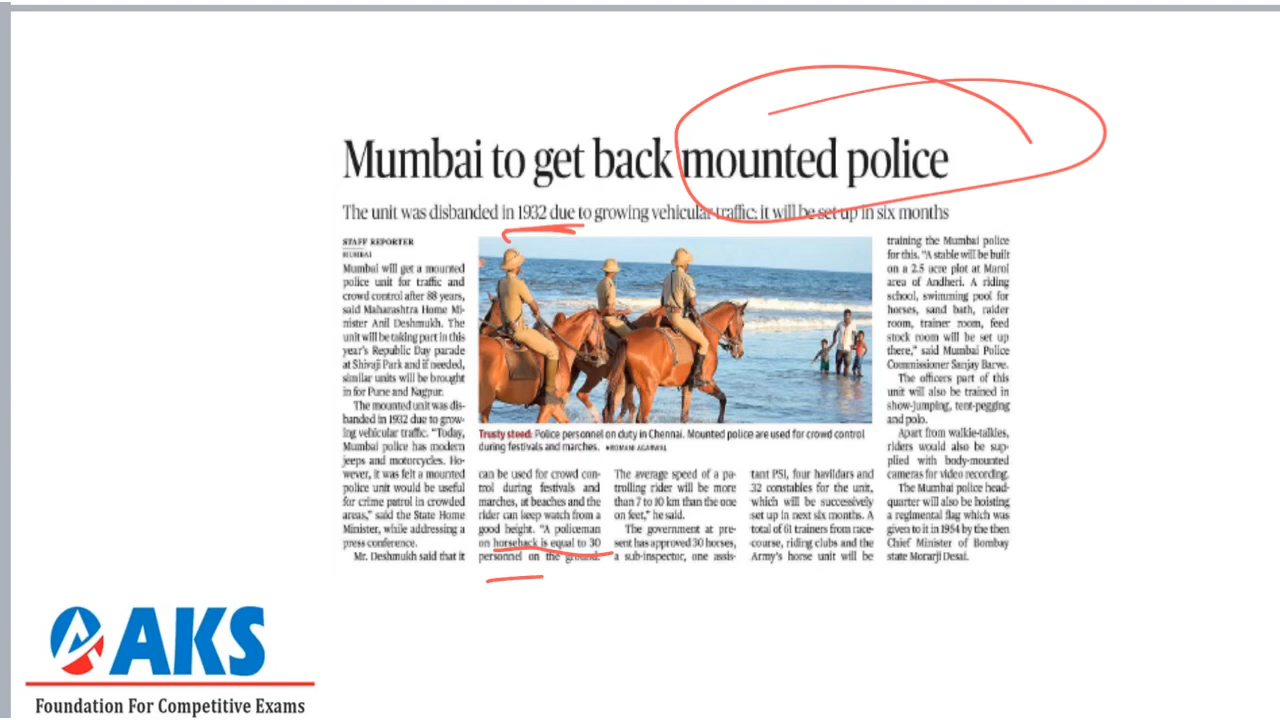 Mumbai to get back mounted police
The unit was disbanded in 1932 due to growing vehicular traffic; it will be set up in six months
STAFF REPORTER
MUMBAI
Mumbai will get a mounted
police unit for traffic and
crowd control after 88 years,
said Maharashtra Home Mi-
nister Anil Deshmukh. The
unit will be taking part in this
year's Republic Day parade
at Shivaji Park and if needed,
similar units will be brought
in for Pune and Nagpur.
The mounted unit was dis-
banded in 1932 due to grow-
ing vehicular traffic. "Today,
Mumbai police has modern
jeeps and motorcycles. Ho-
wever, it was felt a mounted
police unit would be useful
for crime patrol in crowded
areas," said the State Home
Minister, while addressing a
press conference.
Mr. Deshmukh said that it
Trusty steed: Police personnel on duty in Chennai. Mounted police are used for crowd control
during festivals and marches. •ROMANI AGARWAL
can be used for crowd con-
trol during festivals and
marches, at beaches and the
rider can keep watch from a
good height. "A policeman
on horseback is equal to 30
personnel on the ground.
The average speed of a pa-
trolling rider will be more
than 7 to 10 km than the one
on feet," he said.
The government at pre-
sent has approved 30 horses,
a sub-inspector, one assis-
tant PSI, four havildars and
32 constables for the unit,
which will be successively
set up in next six months. A
total of 61 trainers from race-
course, riding clubs and the
Army's horse unit will be
training the Mumbai police
for this. "A stable will be built
on a 2.5 acre plot at Marol
area of Andheri. A riding
school, swimming pool for
horses, sand bath, raider
room, trainer room, feed
stock room will be set up
there," said Mumbai Police
Commissioner Sanjay Barve.
The officers part of this
unit will also be trained in
show-jumping, tent-pegging
and polo.
Apart from walkie-talkies,
riders would also be sup-
plied with body-mounted
cameras for video recording.
The Mumbai police head-
quarter will also be hoisting
a regimental flag which was
given to it in 1954 by the then
Chief Minister of Bombay
state Morarji Desai.
AKS
Foundation For Competitive Exams